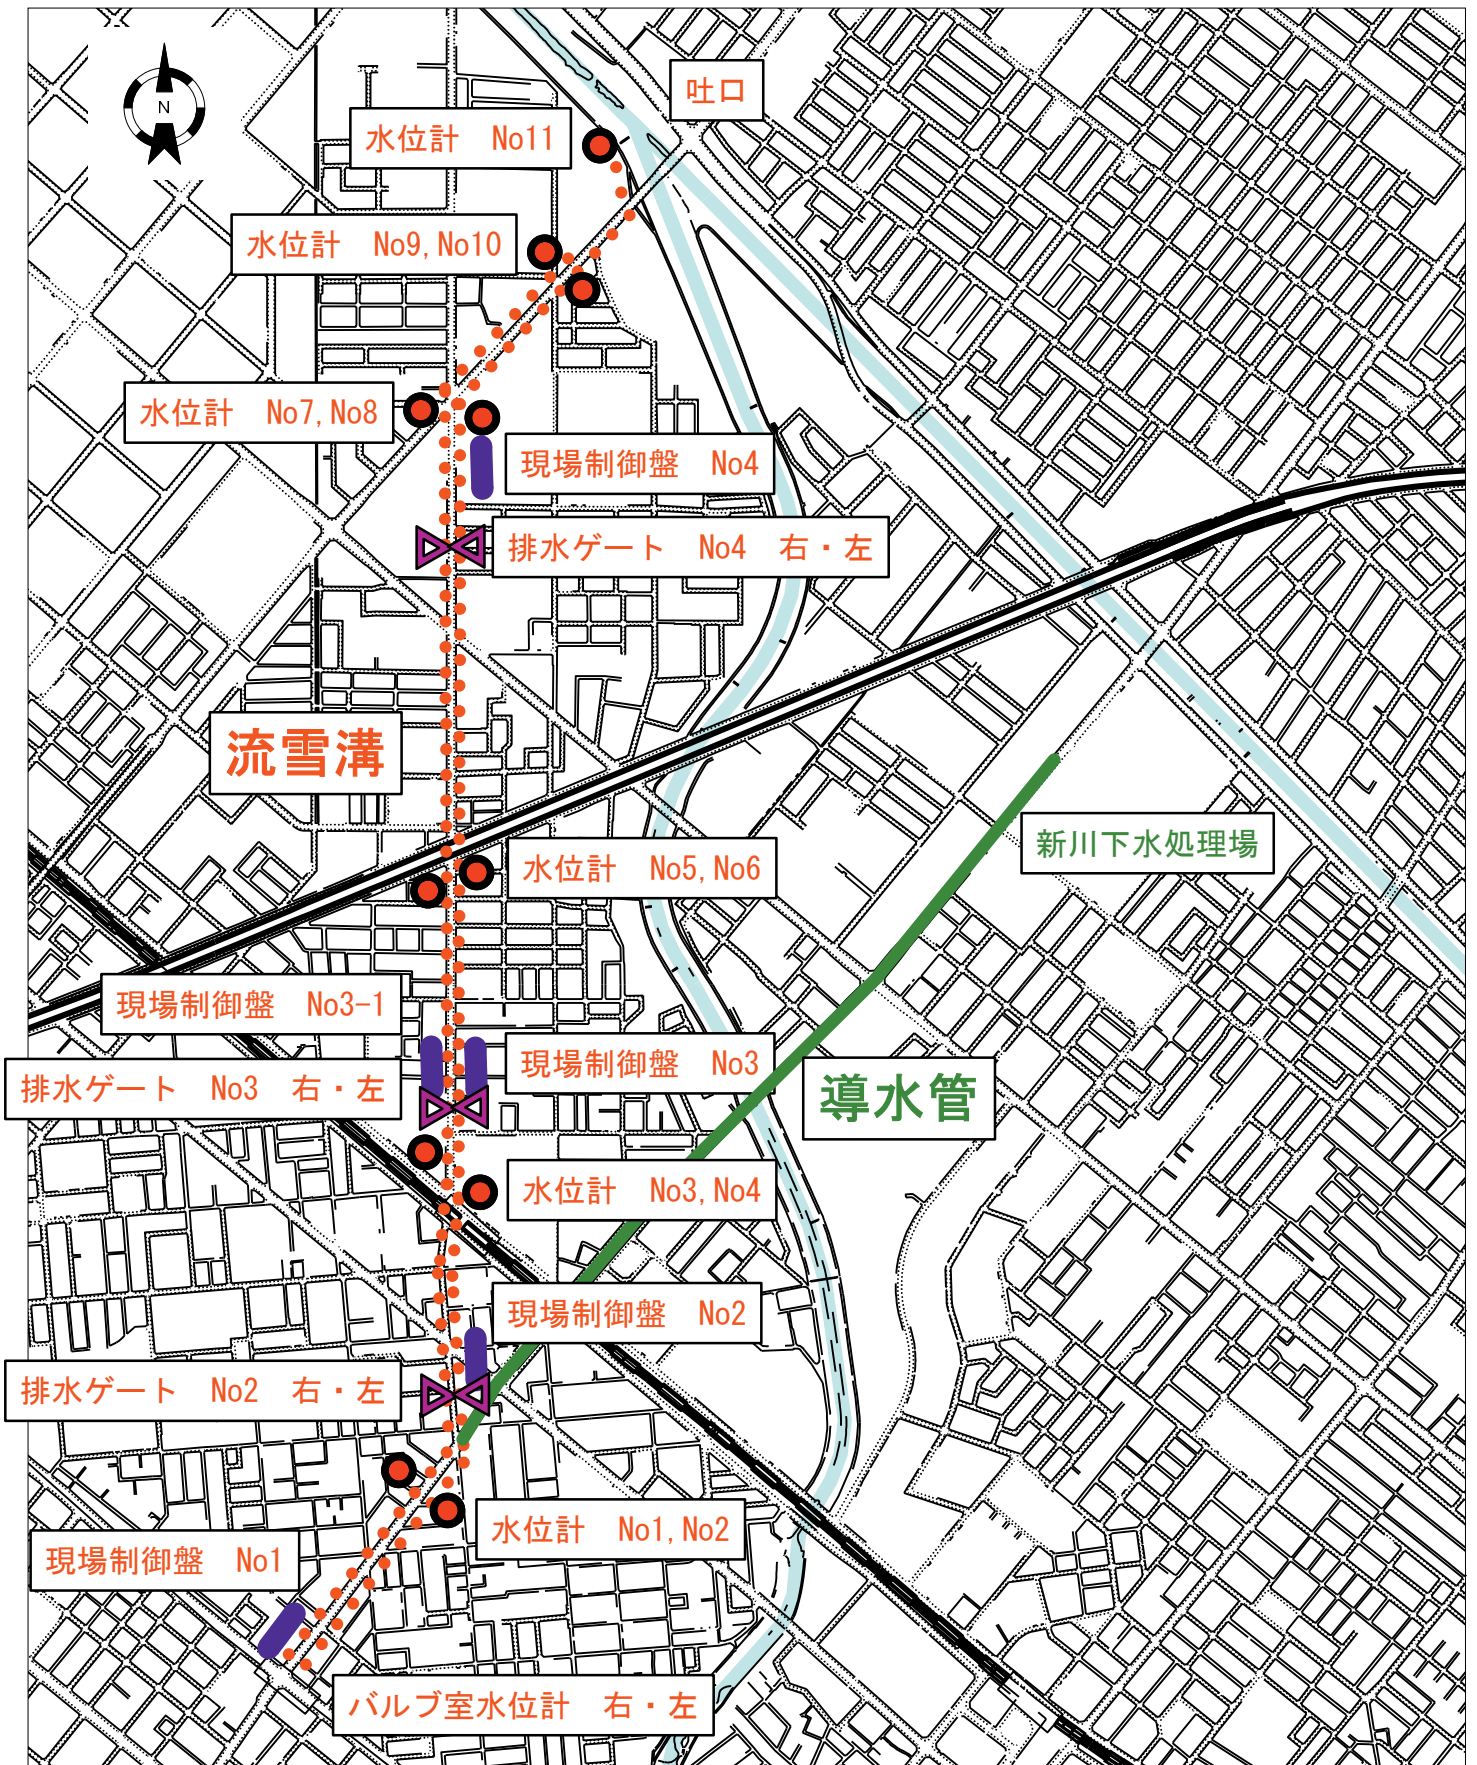 吐口
N
水位計 No11
水位計 No9,No10
水位計 No7,No8
現場制御盤 No4
排水ゲート No4 右・左
流雪溝
水位計 No5,No6
新川下水処理場
現場制御盤 No3-1
現場制御盤 No3
排水ゲート No3 右・左
導水管
水位計 No3,No4
現場制御盤 No2
排水ゲート No2 右・左
水位計 No1,No2
現場制御盤 No1
バルブ室水位計 右・左